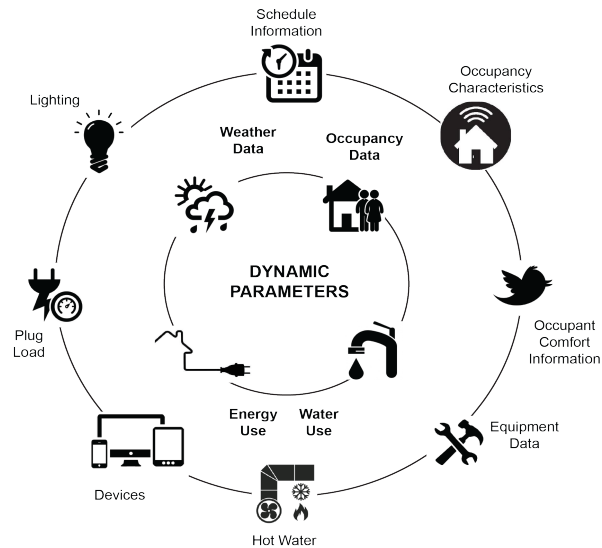 Schedule
Information
Occupancy
Characteristics
Lighting
Weather
Data
Occupancy
Data
DYNAMIC
PARAMETERS
Plug
Load
Occupant
Comfort
Information
Energy
Use
Water
Use
Equipment
Data
Devices
Hot Water